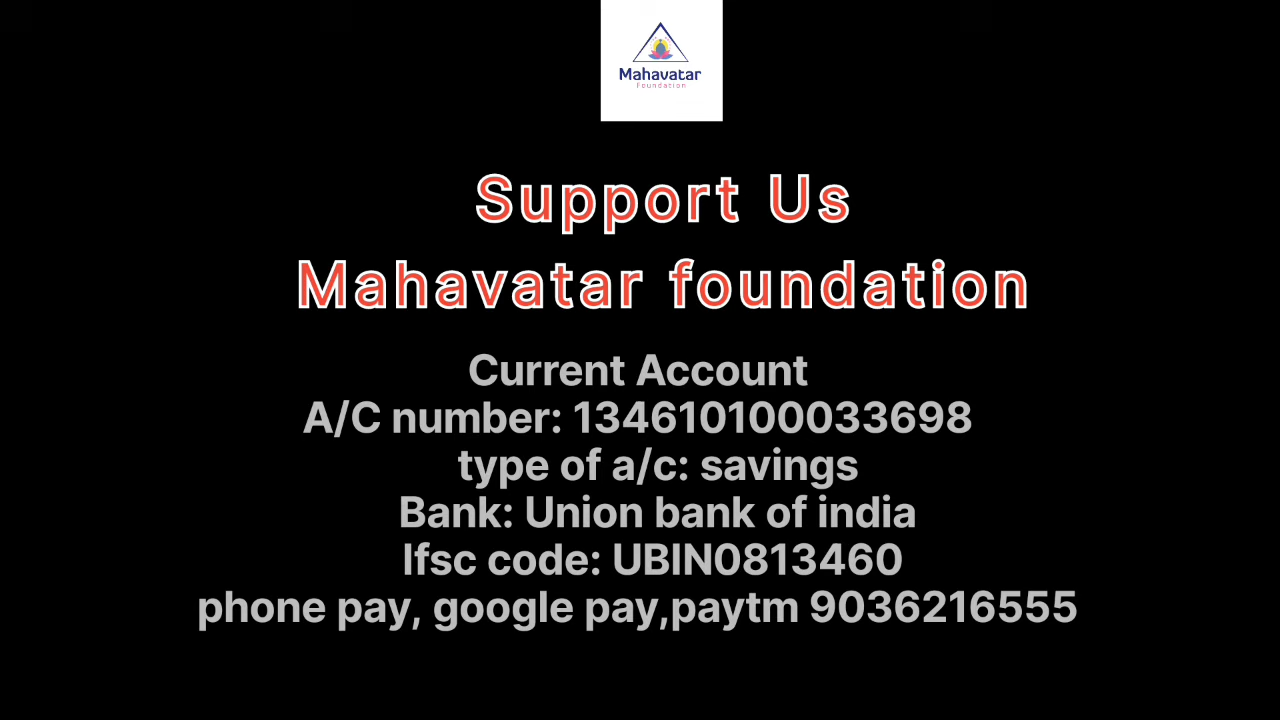 Mahavatar
Foundation
Support Us
Mahavatar foundation
Current Account
A/C number: 134610100033698
type of a/c: savings
Bank: Union bank of india
Ifsc code: UBIN0813460
phone pay, google pay,paytm 9036216555